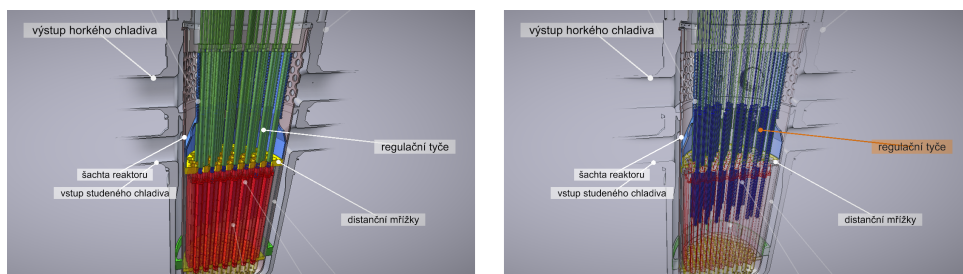 výstup horkého chladiva
regulační tyče
šachta reaktoru
vstup studeného chladiva
distanční mřížky
výstup horkého chladiva
regulační tyče
šachta reaktoru
vstup studeného chladiva
distanční mřížky